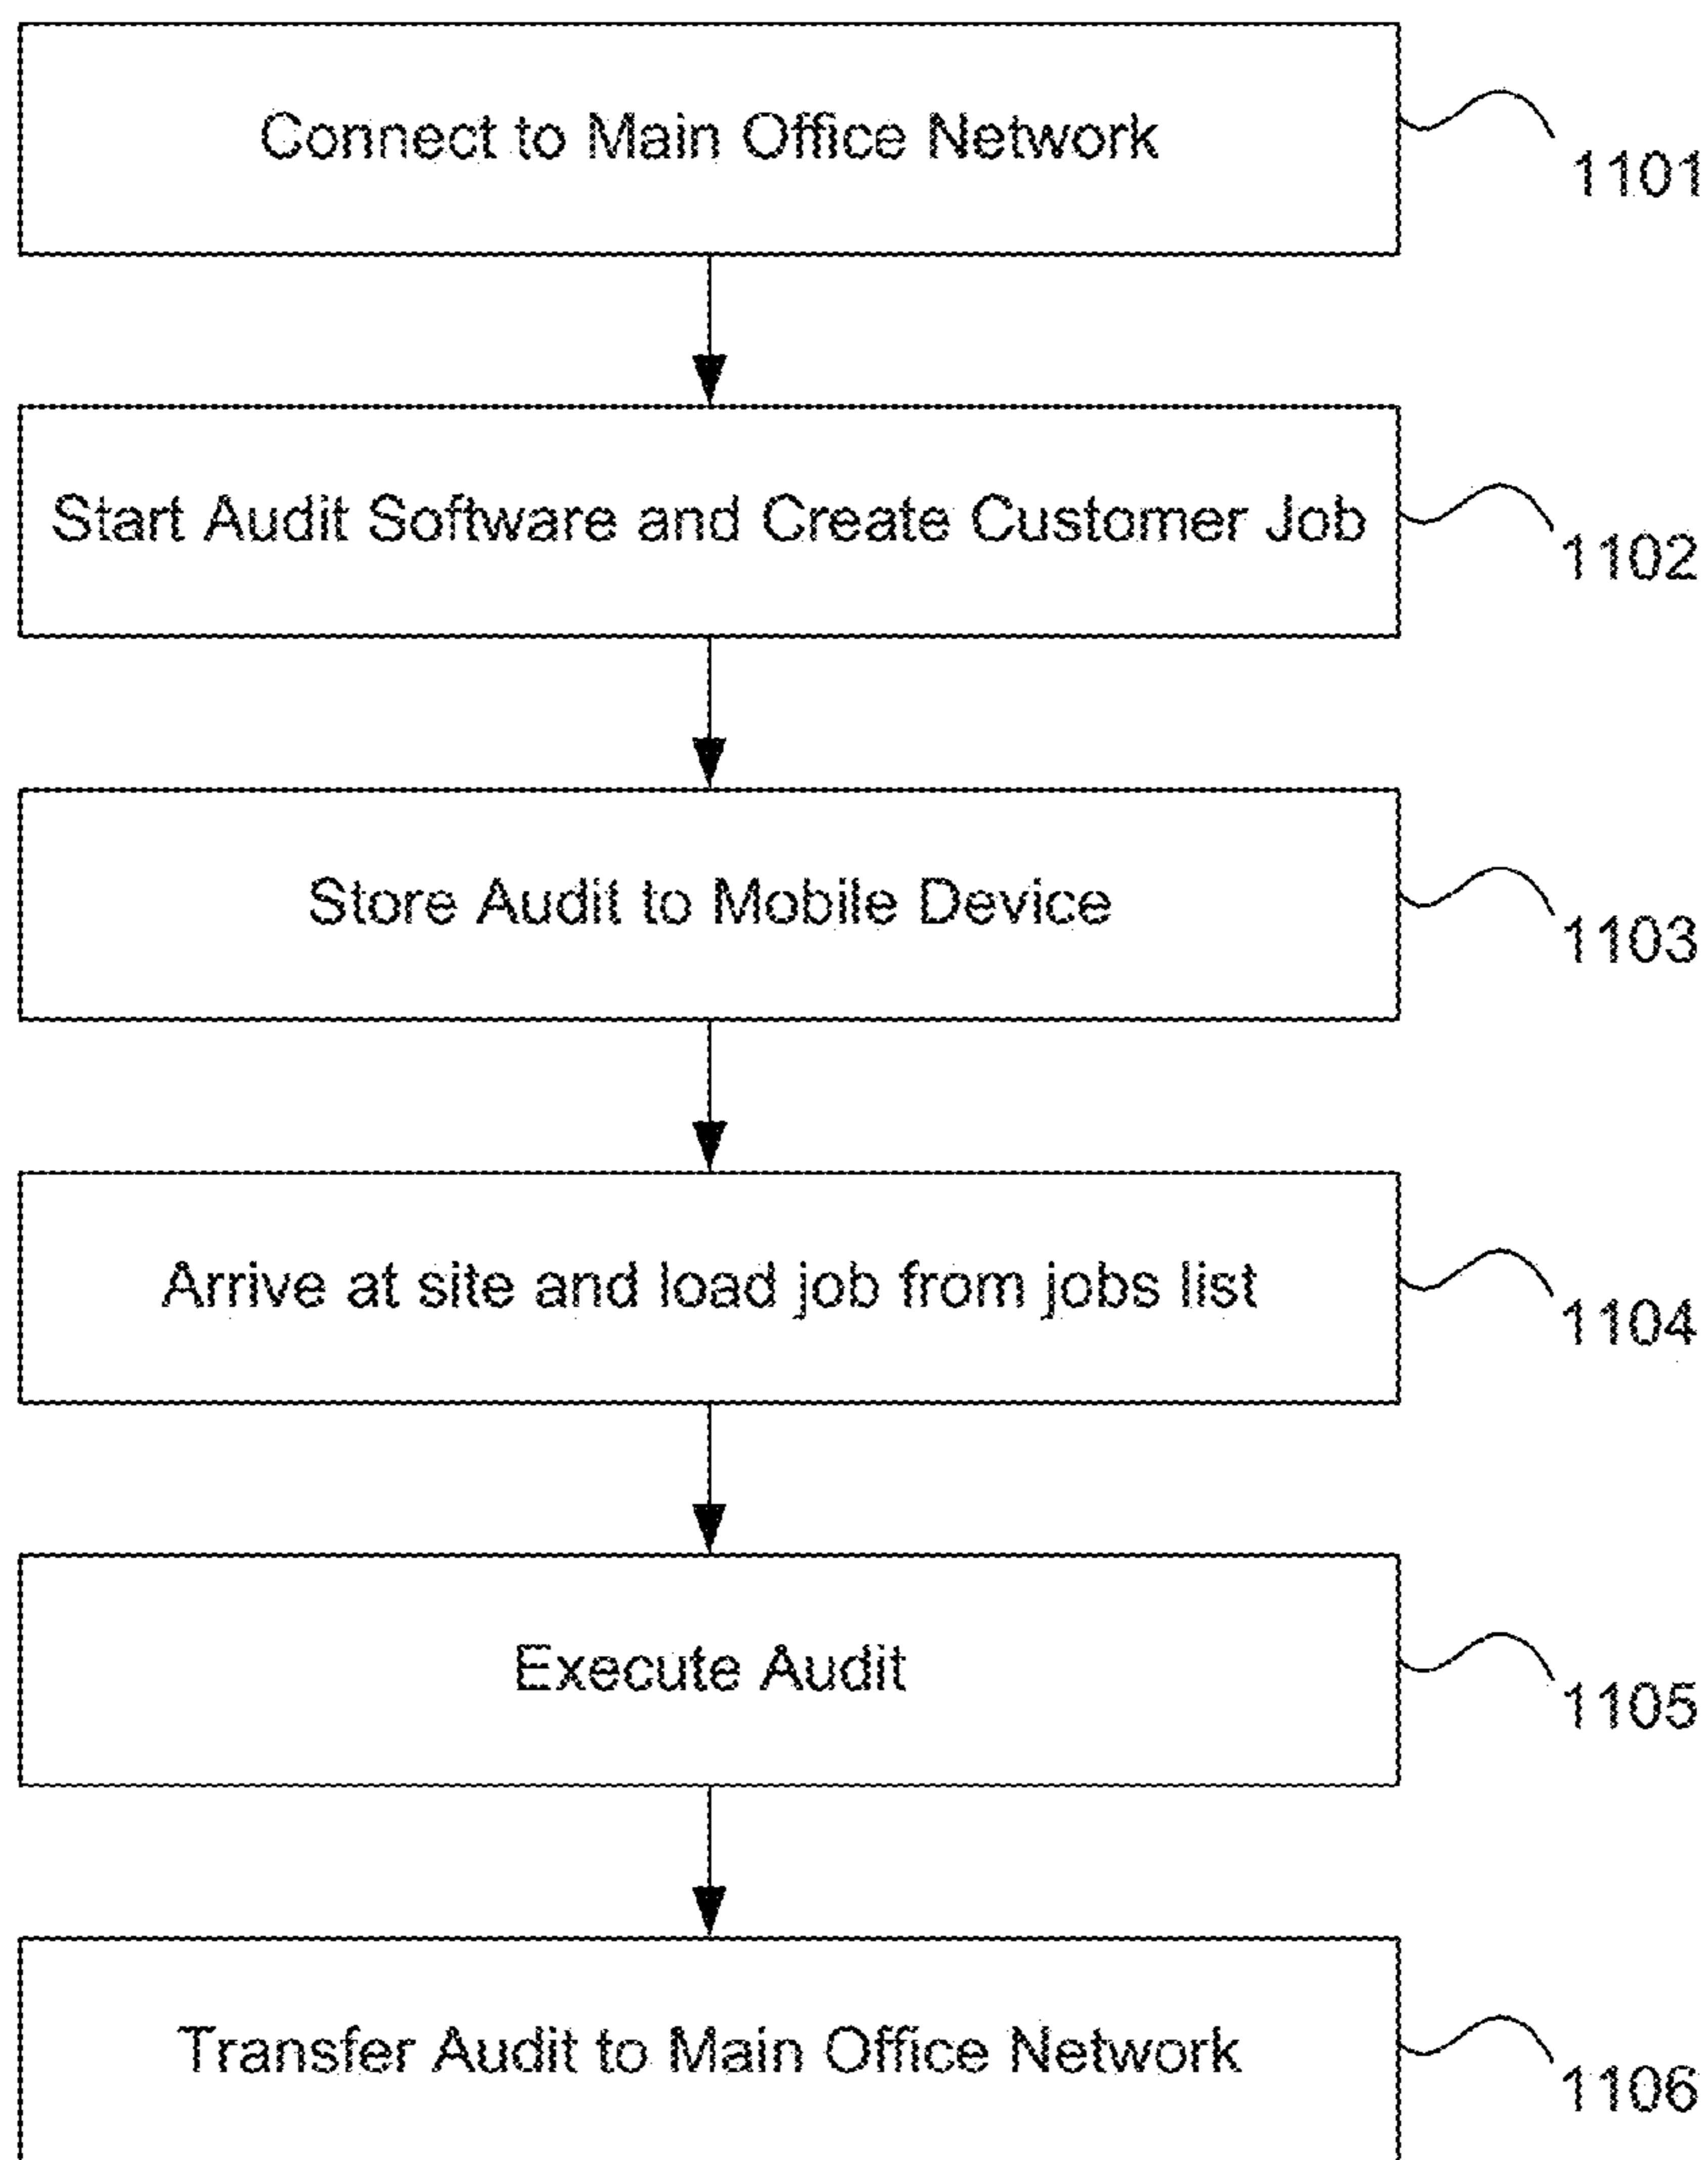 Connect to Main Office Network
1101
Start Audit Software and Create Customer Job
1102
Store Audit to Mobile Device
1103
Arrive at site and load job from jobs list
1104
Execute Audit
1105
Transfer Audit to Main Office Network
1106